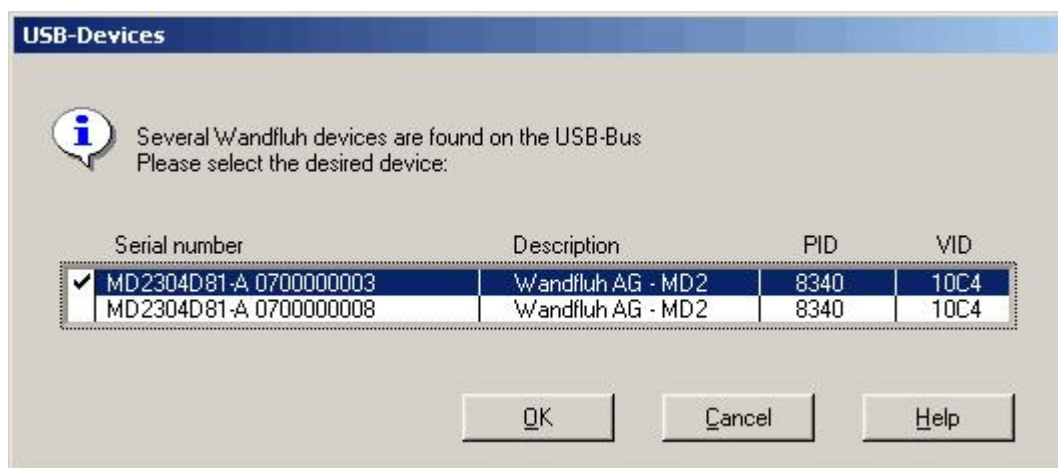 USB-Devices
Several Wandfluh devices are found on the USB-Bus
Please select the desired device:
Serial number Description PID VID
MD2304D81-A 0700000003 Wandfluh AG - MD2 8340 10C4
MD2304D81-A 0700000008 Wandfluh AG - MD2 8340 10C4
OK Cancel Help